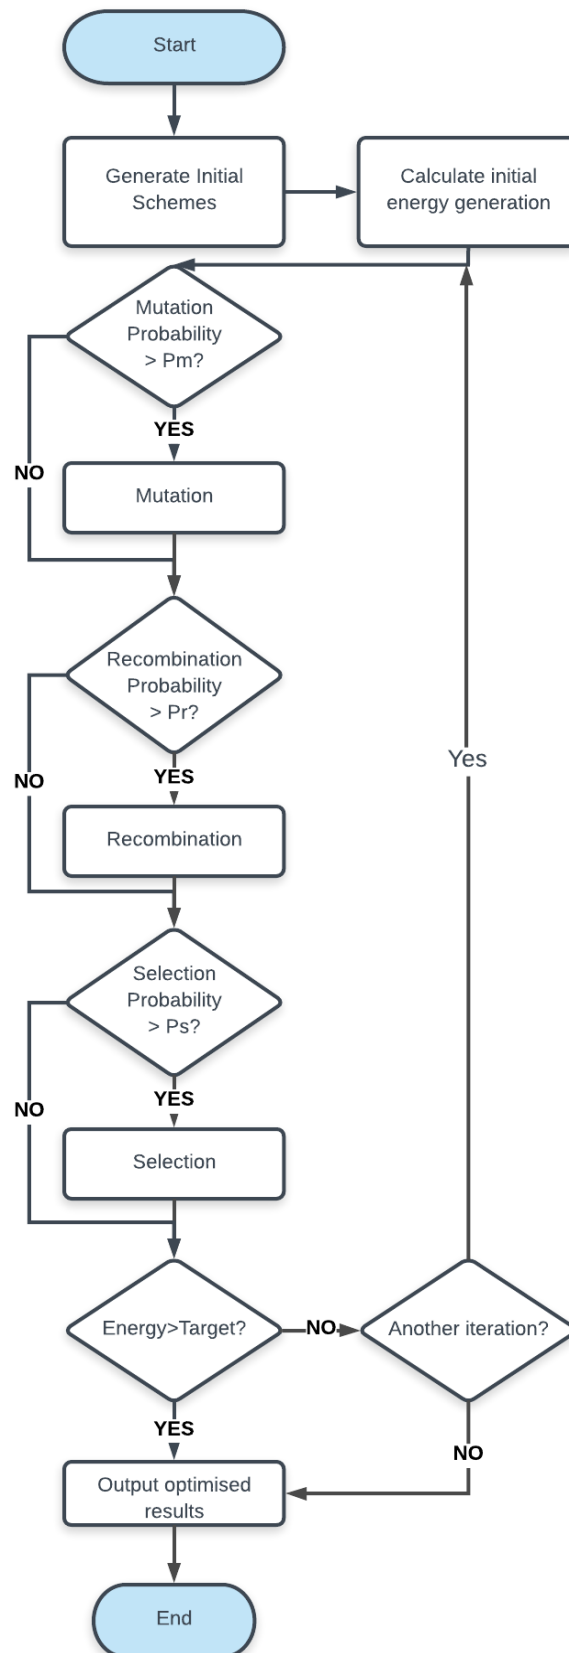 Start
Generate Initial
Schemes
Calculate initial
energy generation
Mutation
Probability
> Pm?
YES
NO
Mutation
Recombination
Probability
> Pr?
Yes
YES
NO
Recombination
Selection
Probability
> Ps?
YES
NO
Selection
Energy>Target?
NO
Another iteration?
YES
NO
Output optimised
results
End